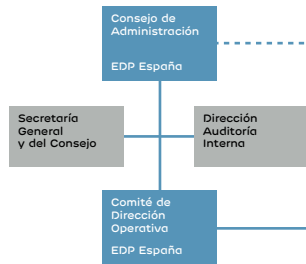 Consejo de
Administración
EDP España
Secretaría
General
y del Consejo
Dirección
Auditoría
Interna
Comité de
Dirección
Operativa
EDP España